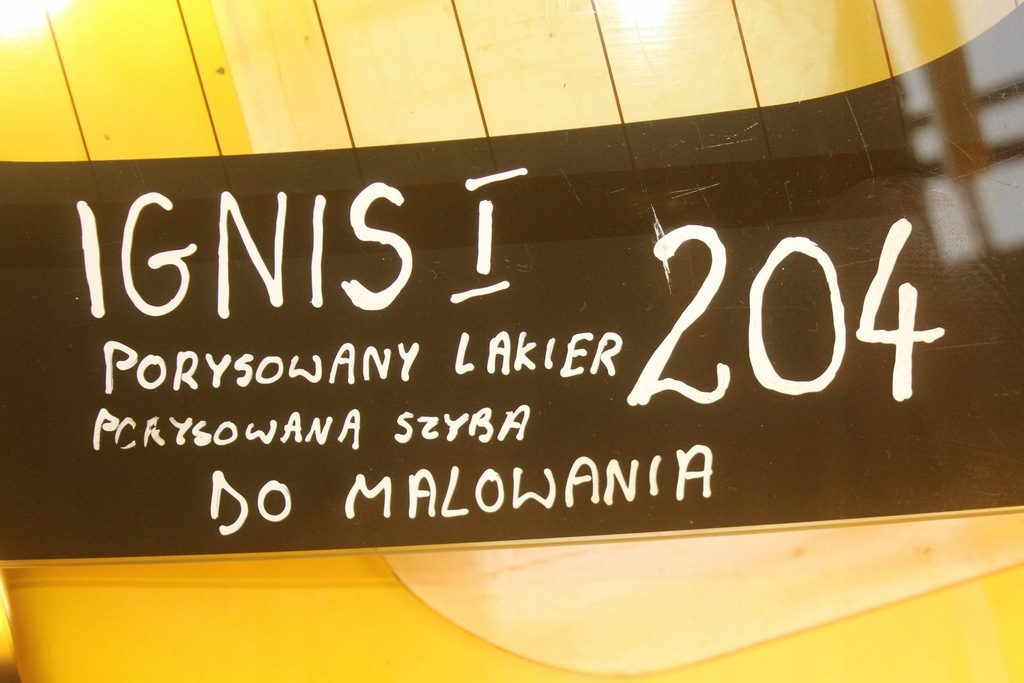 IGNIS I
204
PORYSOWANY LAKIER
PORYSOWANA SZYBA
DO MALOWANIA